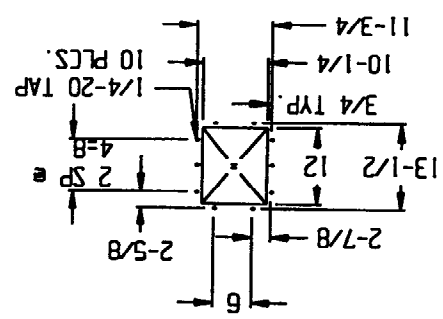 11-3/4
10-1/4
3/4 TYP.
10 PLCS.
1/4-20 TAP
13-1/2
12
2 SP @
4=8
2-7/8
2-5/8
6